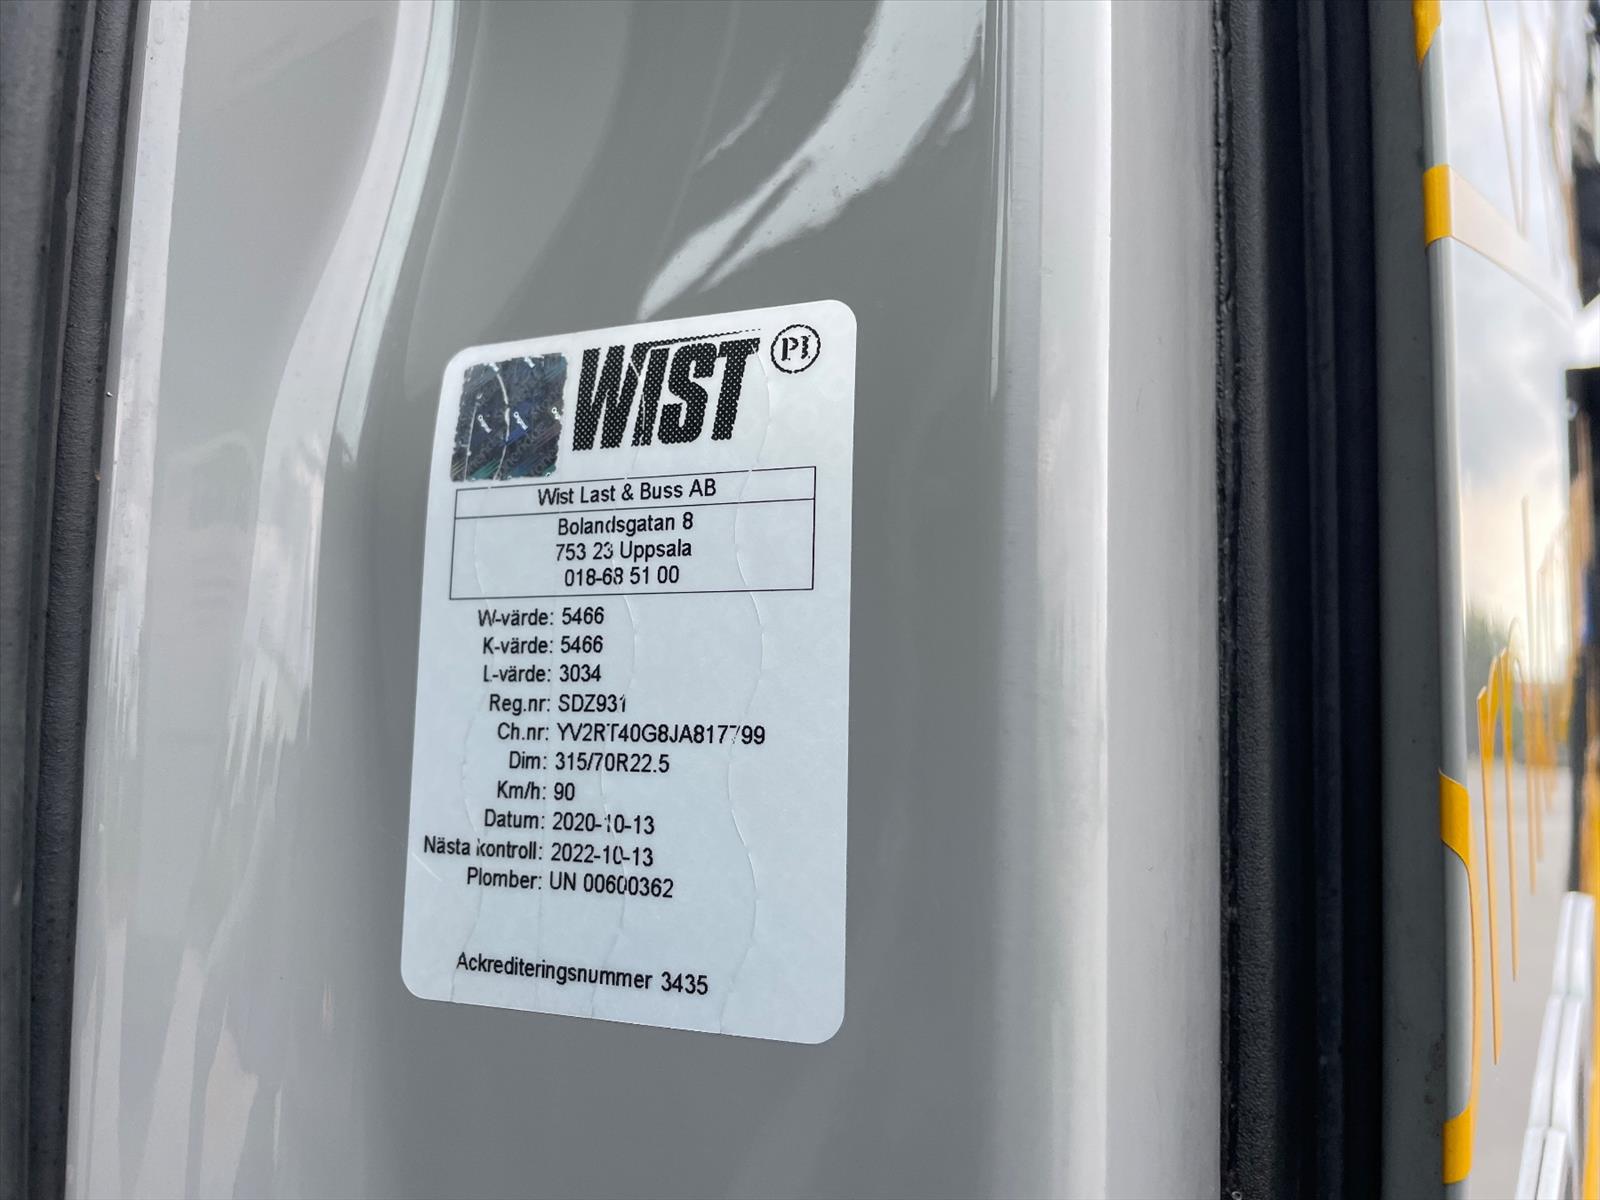 WIST
Wist Last & Buss AB
Bolandsgatan 8
753 23 Uppsala
018-68 51 00
W-värde: 5466
K-värde: 5466
L-värde: 3034
Reg.nr: SDZ931
Ch.nr: YV2RT40G8JA817799
Dim: 315/70R22.5
Km/h: 90
Datum: 2020-10-13
Nästa kontroll: 2022-10-13
Plomber: UN 00600362
Ackrediteringsnummer 3435